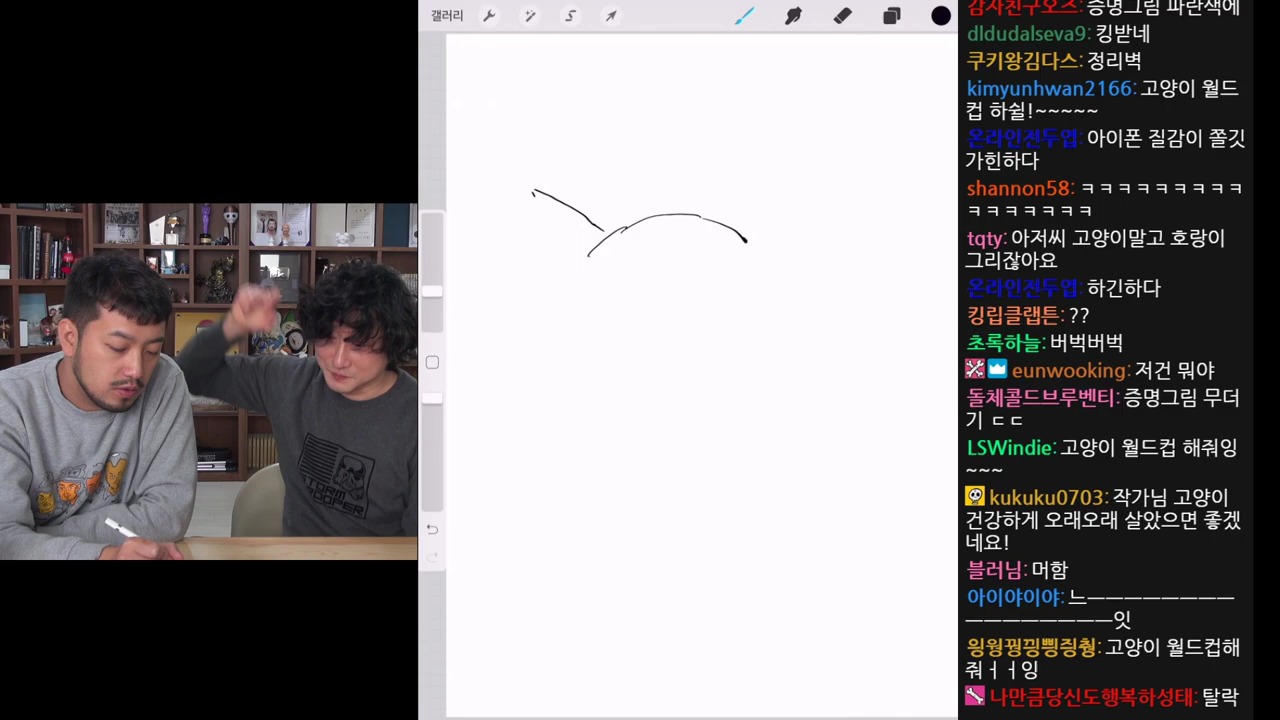 갤러리
감자친구오즈: 증명그림 파란색에
dldudalseva9: 킹받네
쿠키왕김다스: 정리벽
kimyunhwan2166: 고양이 월드
컵 하쉴!~~~~~
온라인전두엽: 아이폰 질감이 쫄깃
가힌하다
shannon58: ㅋㅋㅋㅋㅋㅋㅋㅋㅋ
ㅋㅋㅋㅋㅋㅋㅋ
tqty: 아저씨 고양이말고 호랑이
그리잖아요
온라인전두엽: 하긴하다
킹립클랩튼: ??
초록하늘: 버벅버벅
eunwooking: 저건 뭐야
돌체콜드브루벤티: 증명그림 무더
기 ㄷㄷ
LSWindie: 고양이 월드컵 해줘잉
~~~
kukuku0703: 작가님 고양이
건강하게 오래오래 살았으면 좋겠
네요!
블러님: 머함
아이야이야: 느ㅡㅡㅡㅡㅡㅡㅡㅡ
ㅡㅡㅡㅡㅡㅡㅡㅡ잇
고양이 월드컵해
줘ㅓㅓ잉
나만큼당신도행복하성태: 탈락
STORM
TROOPER